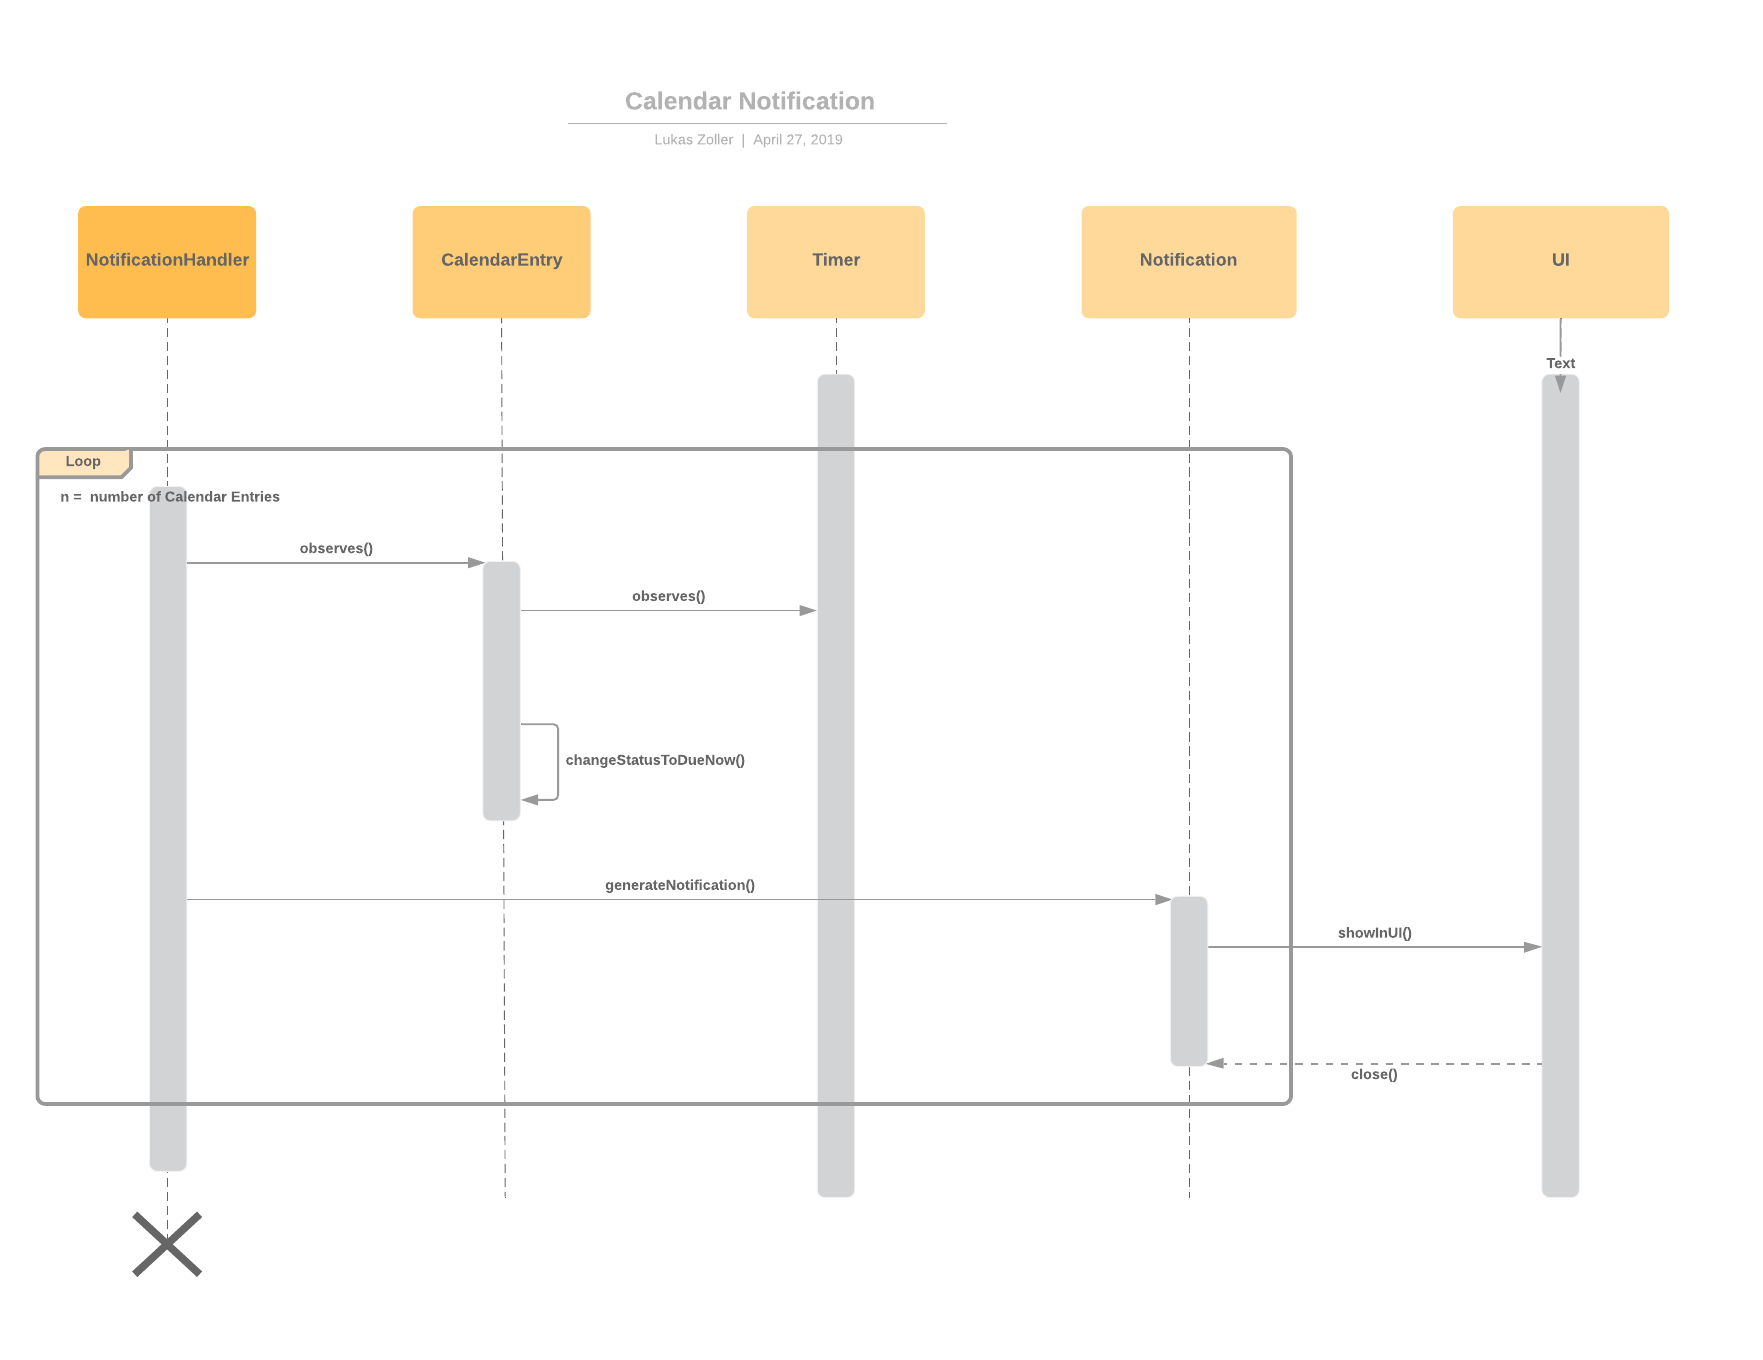 Calendar Notification
Lukas Zoller | April 27, 2019
NotificationHandler
CalendarEntry
Timer
Notification
UI
Text
Loop
n =  number of Calendar Entries
observes()
observes()
changeStatusToDueNow()
generateNotification()
showInUI()
close()